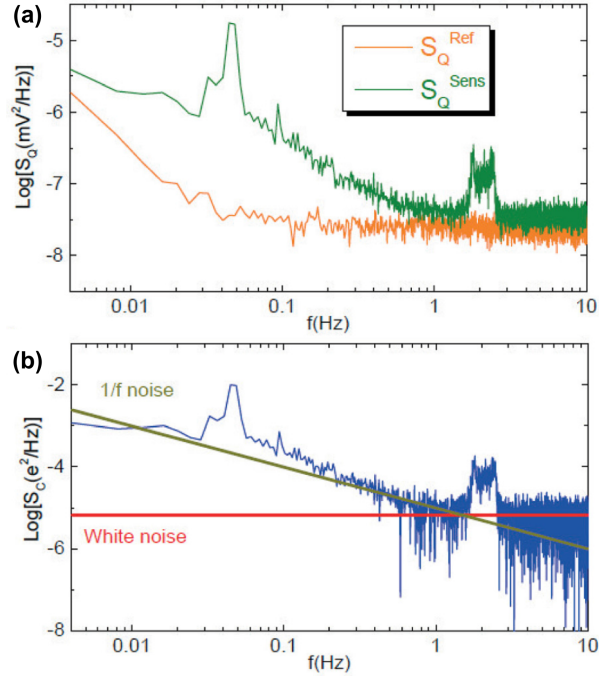 (a)
-5
-6
-7
-8
Log[S_Q(mV²/Hz)]
S_Q^Ref
S_Q^Sens
0.01 0.1 1 10
f(Hz)
(b)
-2
-4
-6
-8
Log[S_C(e²/Hz)]
1/f noise
White noise
0.01 0.1 1 10
f(Hz)